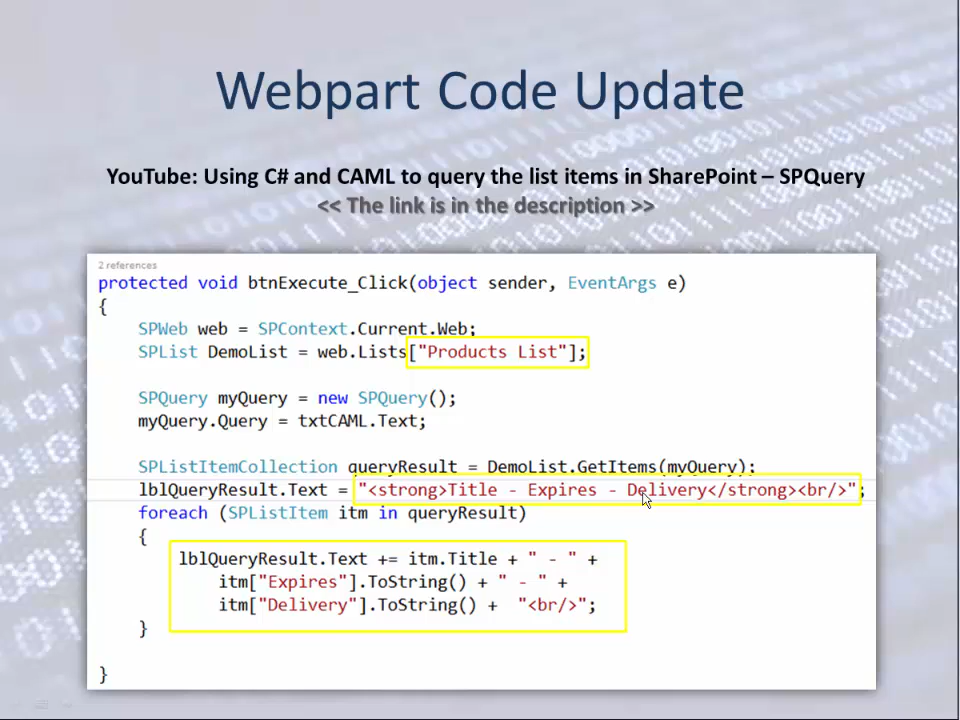 Webpart Code Update
YouTube: Using C# and CAML to query the list items in SharePoint – SPQuery
<< The link is in the description >>
2 references
protected void btnExecute_Click(object sender, EventArgs e)
{
SPWeb web = SPContext.Current.Web;
SPList DemoList = web.Lists["Products List"];
SPQuery myQuery = new SPQuery();
myQuery.Query = txtCAML.Text;
SPListItemCollection queryResult = DemoList.GetItems(myQuery);
lblQueryResult.Text = "<strong>Title - Expires - Delivery</strong><br/>";
foreach (SPListItem itm in queryResult)
{
lblQueryResult.Text += itm.Title + " - " +
itm["Expires"].ToString() + " - " +
itm["Delivery"].ToString() + "<br/>";
}
}